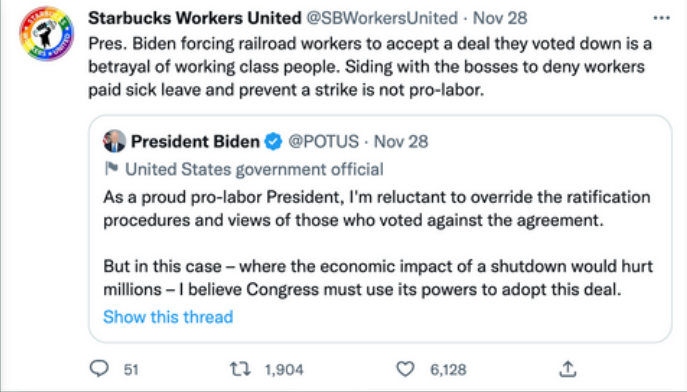 Starbucks Workers United @SBWorkersUnited · Nov 28
Pres. Biden forcing railroad workers to accept a deal they voted down is a
betrayal of working class people. Siding with the bosses to deny workers
paid sick leave and prevent a strike is not pro-labor.
President Biden @POTUS · Nov 28
United States government official
As a proud pro-labor President, I'm reluctant to override the ratification
procedures and views of those who voted against the agreement.
But in this case – where the economic impact of a shutdown would hurt
millions – I believe Congress must use its powers to adopt this deal.
Show this thread
51 1,904 6,128